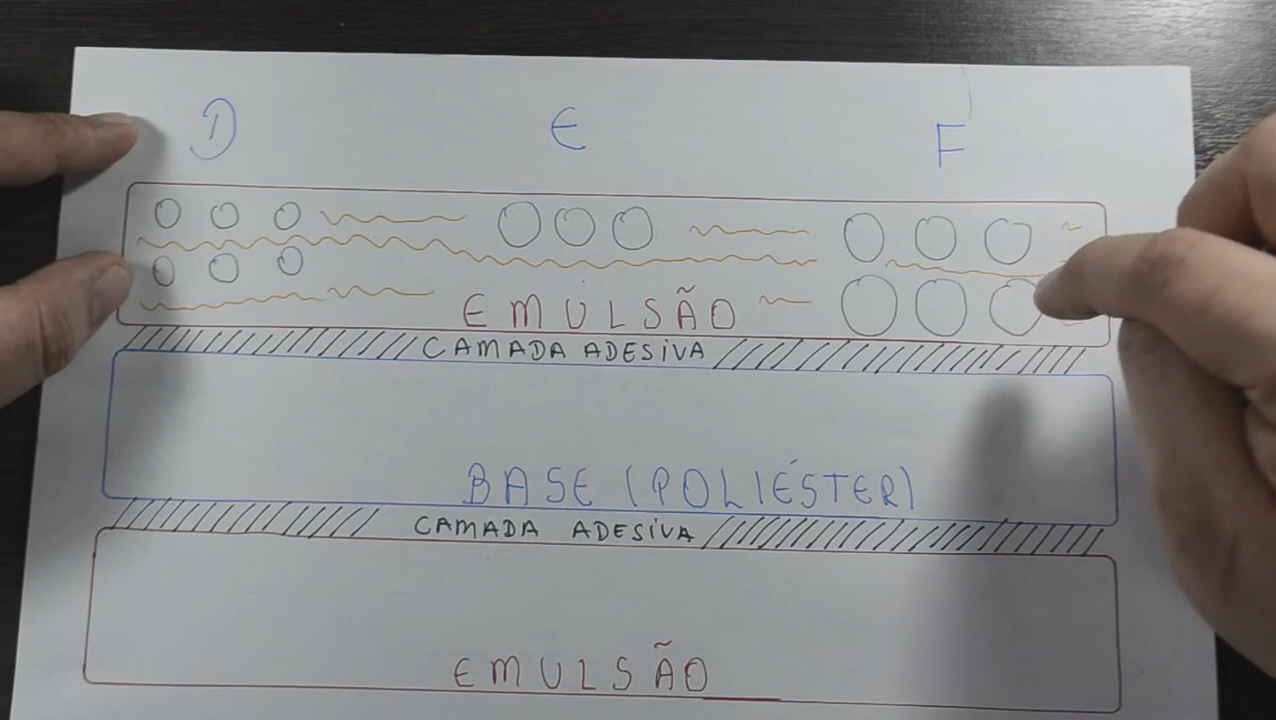 D E F
EMULSÃO
CAMADA ADESIVA
BASE (POLIÉSTER)
CAMADA ADESIVA
EMULSÃO